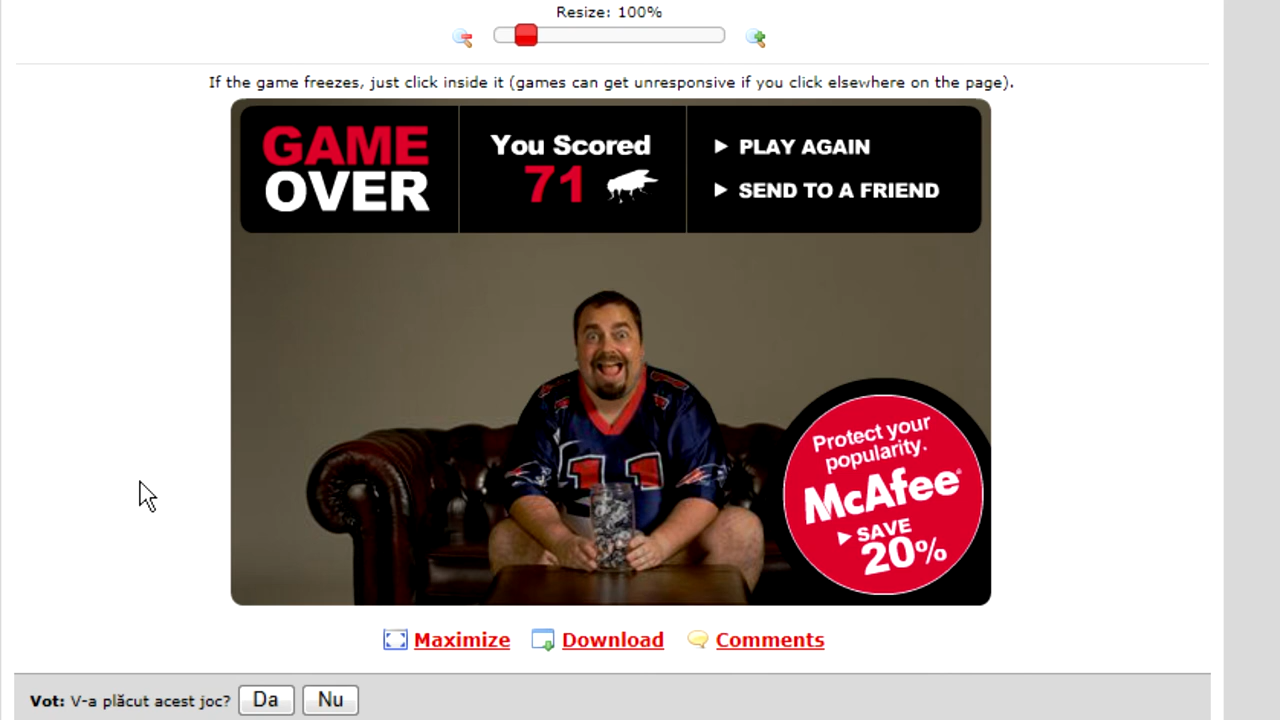 Resize: 100%
If the game freezes, just click inside it (games can get unresponsive if you click elsewhere on the page).
GAME
OVER
You Scored
71
PLAY AGAIN
SEND TO A FRIEND
11
Protect your
popularity.
McAfee®
SAVE
20%
Maximize
Download
Comments
Vot: V-a plăcut acest joc?
Da
Nu